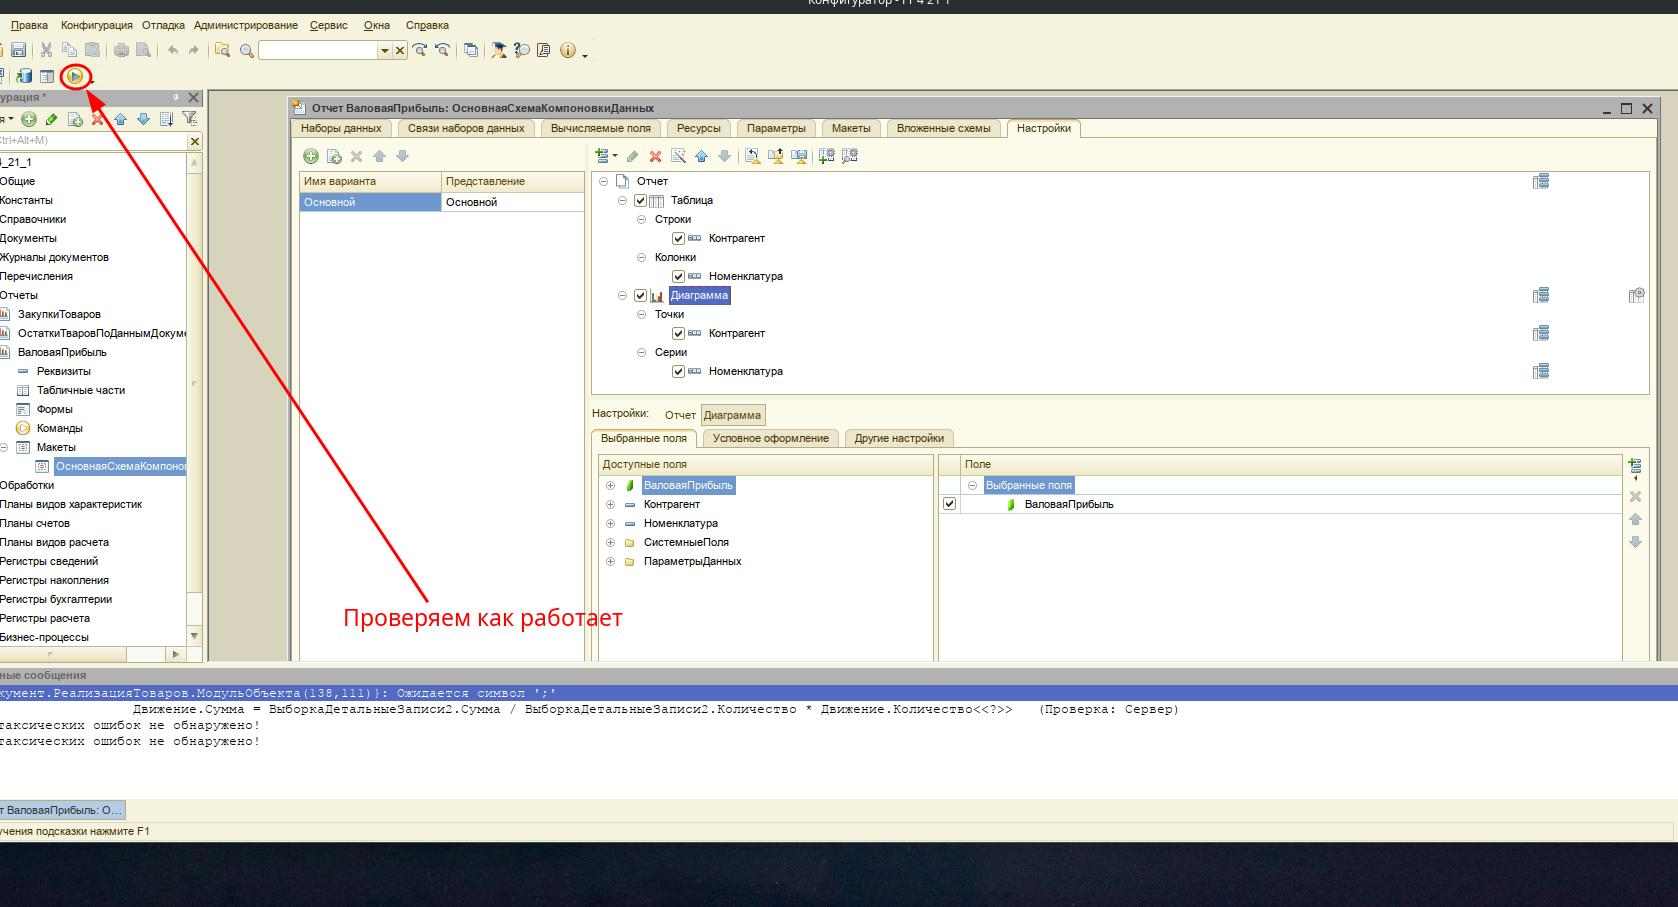 Конфигуратор - П 4 21 1
Правка Конфигурация Отладка Администрирование Сервис Окна Справка
урация *
я
Ctrl+Alt+M)
4_21_1
Общие
Константы
Справочники
Документы
Журналы документов
Перечисления
Отчеты
ЗакупкиТоваров
ОстаткиТваровПоДаннымДокуме
ВаловаяПрибыль
Реквизиты
Табличные части
Формы
Команды
Макеты
ОсновнаяСхемаКомпонов
Обработки
Планы видов характеристик
Планы счетов
Планы видов расчета
Регистры сведений
Регистры накопления
Регистры бухгалтерии
Регистры расчета
Бизнес-процессы
Отчет ВаловаяПрибыль: ОсновнаяСхемаКомпоновкиДанных
Наборы данных Связи наборов данных Вычисляемые поля Ресурсы Параметры Макеты Вложенные схемы Настройки
Имя варианта Представление
Основной Основной
Отчет
Таблица
Строки
Контрагент
Колонки
Номенклатура
Диаграмма
Точки
Контрагент
Серии
Номенклатура
Настройки: Отчет Диаграмма
Выбранные поля Условное оформление Другие настройки
Доступные поля
ВаловаяПрибыль
Контрагент
Номенклатура
СистемныеПоля
ПараметрыДанных
Поле
Выбранные поля
ВаловаяПрибыль
Проверяем как работает
ные сообщения
кумент.РеализацияТоваров.МодульОбъекта(138,111)}: Ожидается символ ';'
Движение.Сумма = ВыборкаДетальныеЗаписи2.Сумма / ВыборкаДетальныеЗаписи2.Количество * Движение.Количество<<?>> (Проверка: Сервер)
таксических ошибок не обнаружено!
таксических ошибок не обнаружено!
т ВаловаяПрибыль: О...
учения подсказки нажмите F1